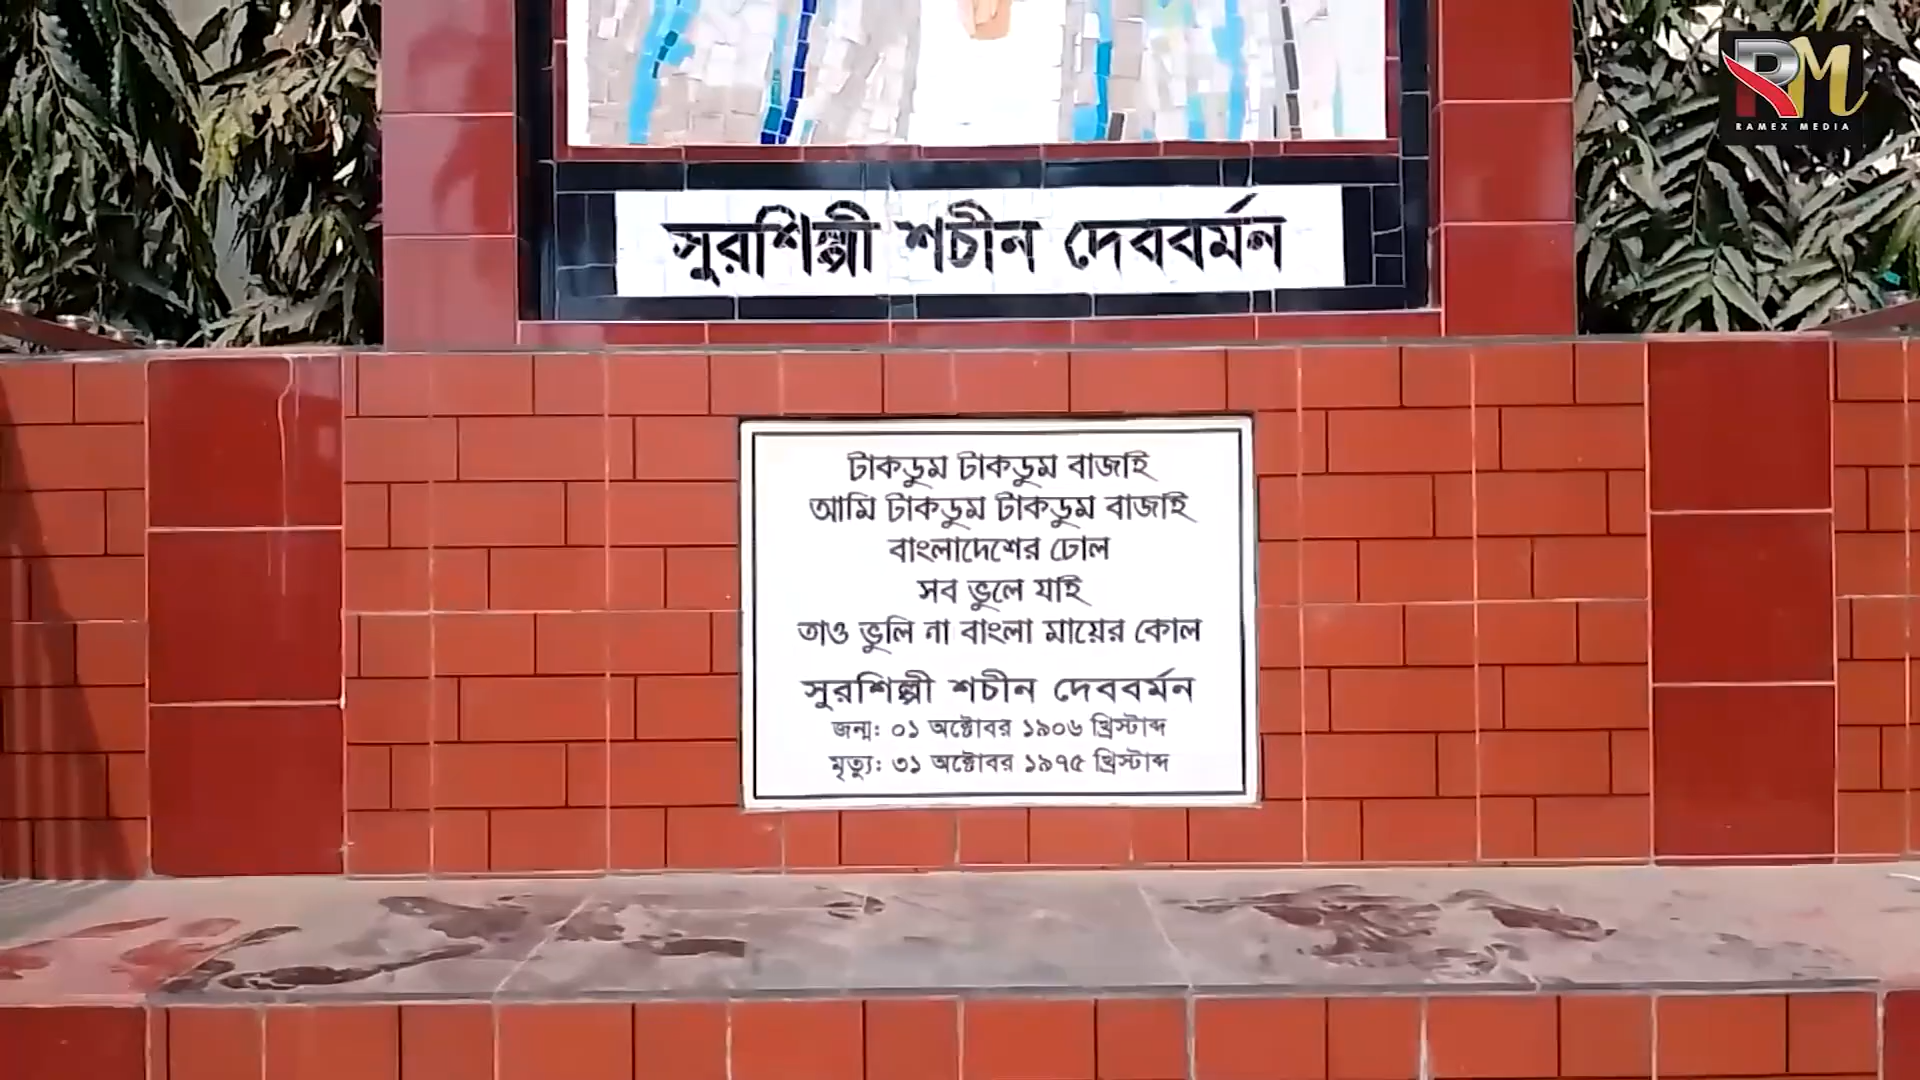 RM
RAMEX MEDIA
সুরশিল্পী শচীন দেববর্মন
টাকডুম টাকডুম বাজাই
আমি টাকডুম টাকডুম বাজাই
বাংলাদেশের ঢোল
সব ভুলে যাই
তাও ভুলি না বাংলা মায়ের কোল
সুরশিল্পী শচীন দেববর্মন
জন্ম: ০১ অক্টোবর ১৯০৬ খ্রিস্টাব্দ
মৃত্যু: ৩১ অক্টোবর ১৯৭৫ খ্রিস্টাব্দ